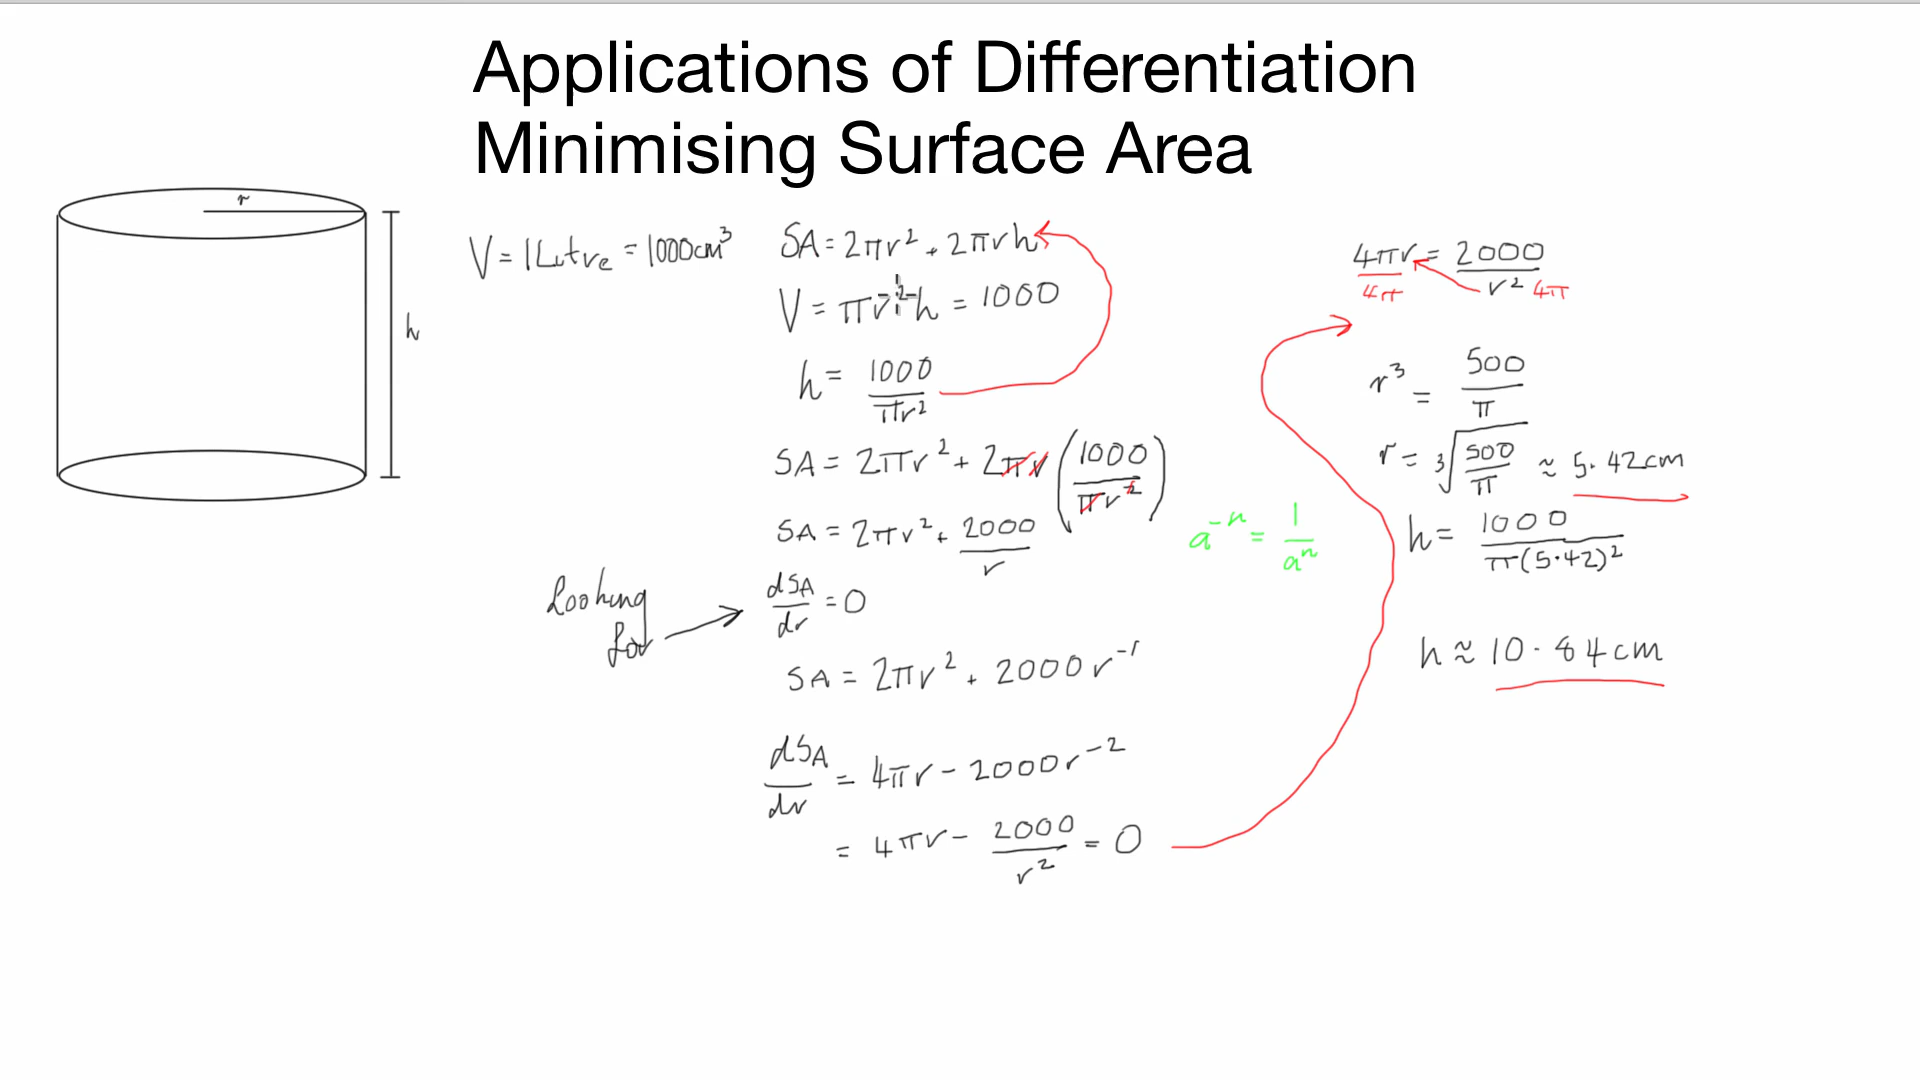 Applications of Differentiation
Minimising Surface Area
r
h
V = 1 Litre = 1000cm³
SA = 2πr² + 2πrh
V = πr²h = 1000
h = 1000/πr²
SA = 2πr² + 2πr (1000/πr²)
SA = 2πr² + 2000/r
Looking for → dSA/dr = 0
SA = 2πr² + 2000r⁻¹
dSA/dr = 4πr - 2000r⁻²
= 4πr - 2000/r² = 0
a⁻ⁿ = 1/aⁿ
4πr/4π = 2000/r² 4π
r³ = 500/π
r = ³√500/π ≈ 5.42cm
h = 1000/π(5.42)²
h ≈ 10.84cm